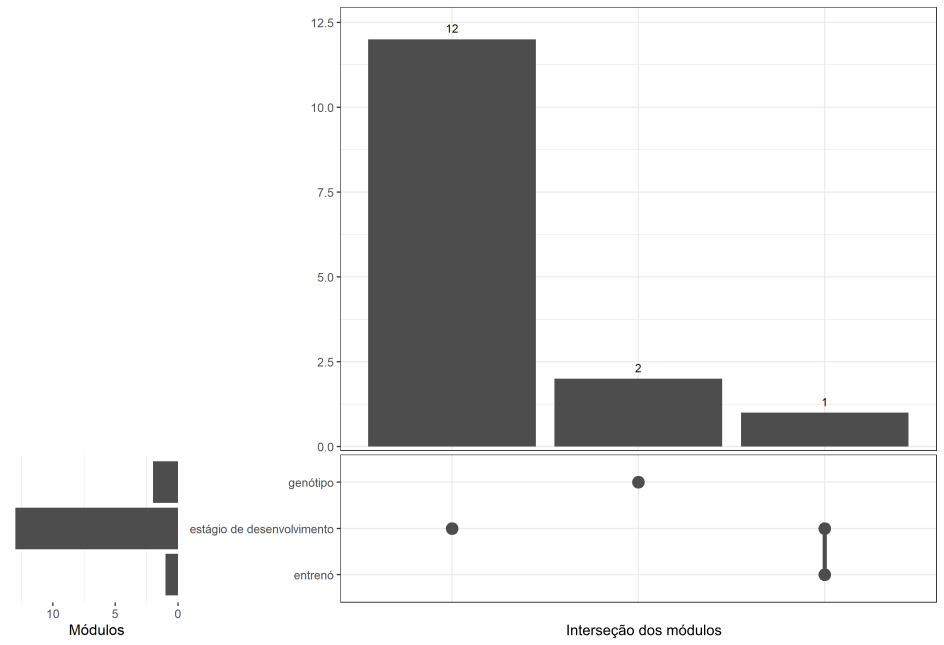 12.5
12
10.0
7.5
5.0
2.5
2
1
0.0
genótipo
estágio de desenvolvimento
entrenó
10 5 0
Módulos
Interseção dos módulos